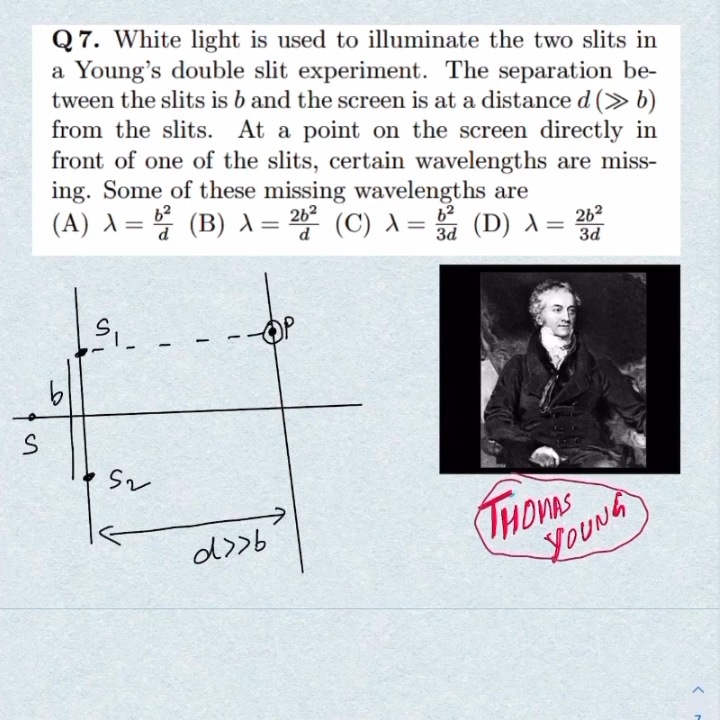 Q 7. White light is used to illuminate the two slits in
a Young's double slit experiment. The separation be-
tween the slits is b and the screen is at a distance d (≫ b)
from the slits. At a point on the screen directly in
front of one of the slits, certain wavelengths are miss-
ing. Some of these missing wavelengths are
(A) λ = b²/d (B) λ = 2b²/d (C) λ = b²/3d (D) λ = 2b²/3d
S₁
P
b
S
S₂
d>>b
THOMAS
YOUNG